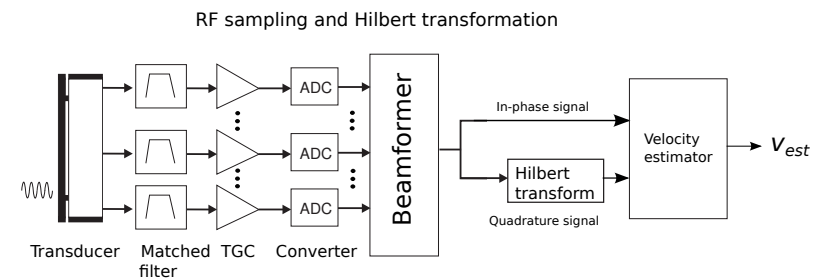 RF sampling and Hilbert transformation
ADC
ADC
ADC
Beamformer
In-phase signal
Hilbert
transform
Quadrature signal
Velocity
estimator
v_est
Transducer
Matched
filter
TGC
Converter